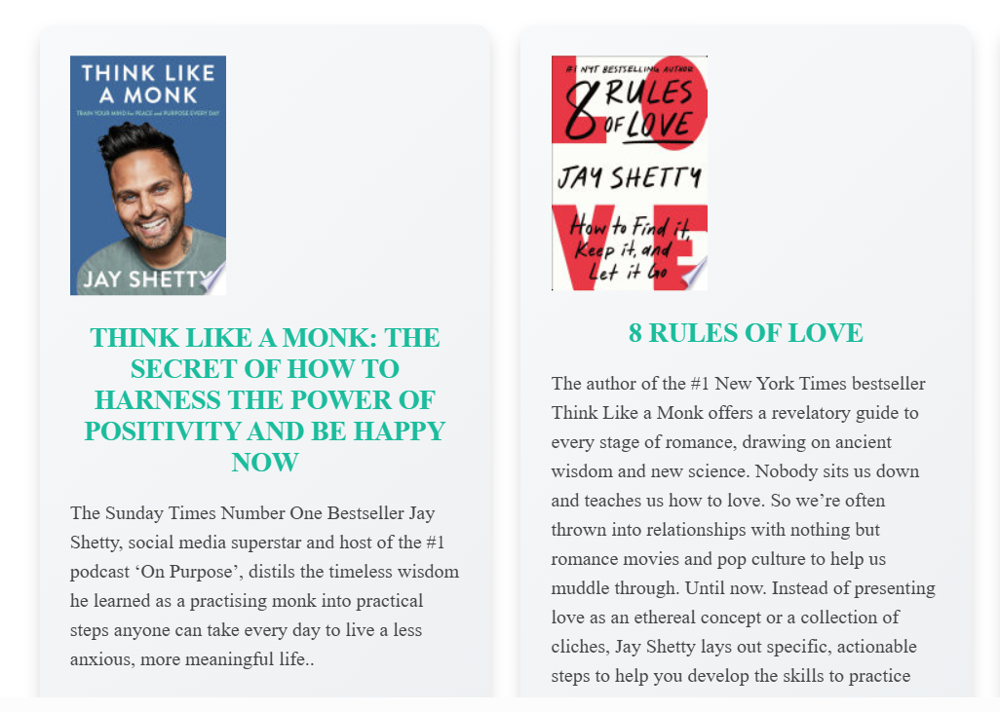 THINK LIKE
A MONK
TRAIN YOUR MIND for PEACE and PURPOSE EVERY DAY
JAY SHETTY
THINK LIKE A MONK: THE
SECRET OF HOW TO
HARNESS THE POWER OF
POSITIVITY AND BE HAPPY
NOW
The Sunday Times Number One Bestseller Jay
Shetty, social media superstar and host of the #1
podcast ‘On Purpose’, distils the timeless wisdom
he learned as a practising monk into practical
steps anyone can take every day to live a less
anxious, more meaningful life..
#1 NYT BESTSELLING AUTHOR
8 RULES
OF LOVE
JAY SHETTY
How to Find it,
Keep it, and
Let it Go
LOVE
8 RULES OF LOVE
The author of the #1 New York Times bestseller
Think Like a Monk offers a revelatory guide to
every stage of romance, drawing on ancient
wisdom and new science. Nobody sits us down
and teaches us how to love. So we’re often
thrown into relationships with nothing but
romance movies and pop culture to help us
muddle through. Until now. Instead of presenting
love as an ethereal concept or a collection of
cliches, Jay Shetty lays out specific, actionable
steps to help you develop the skills to practice